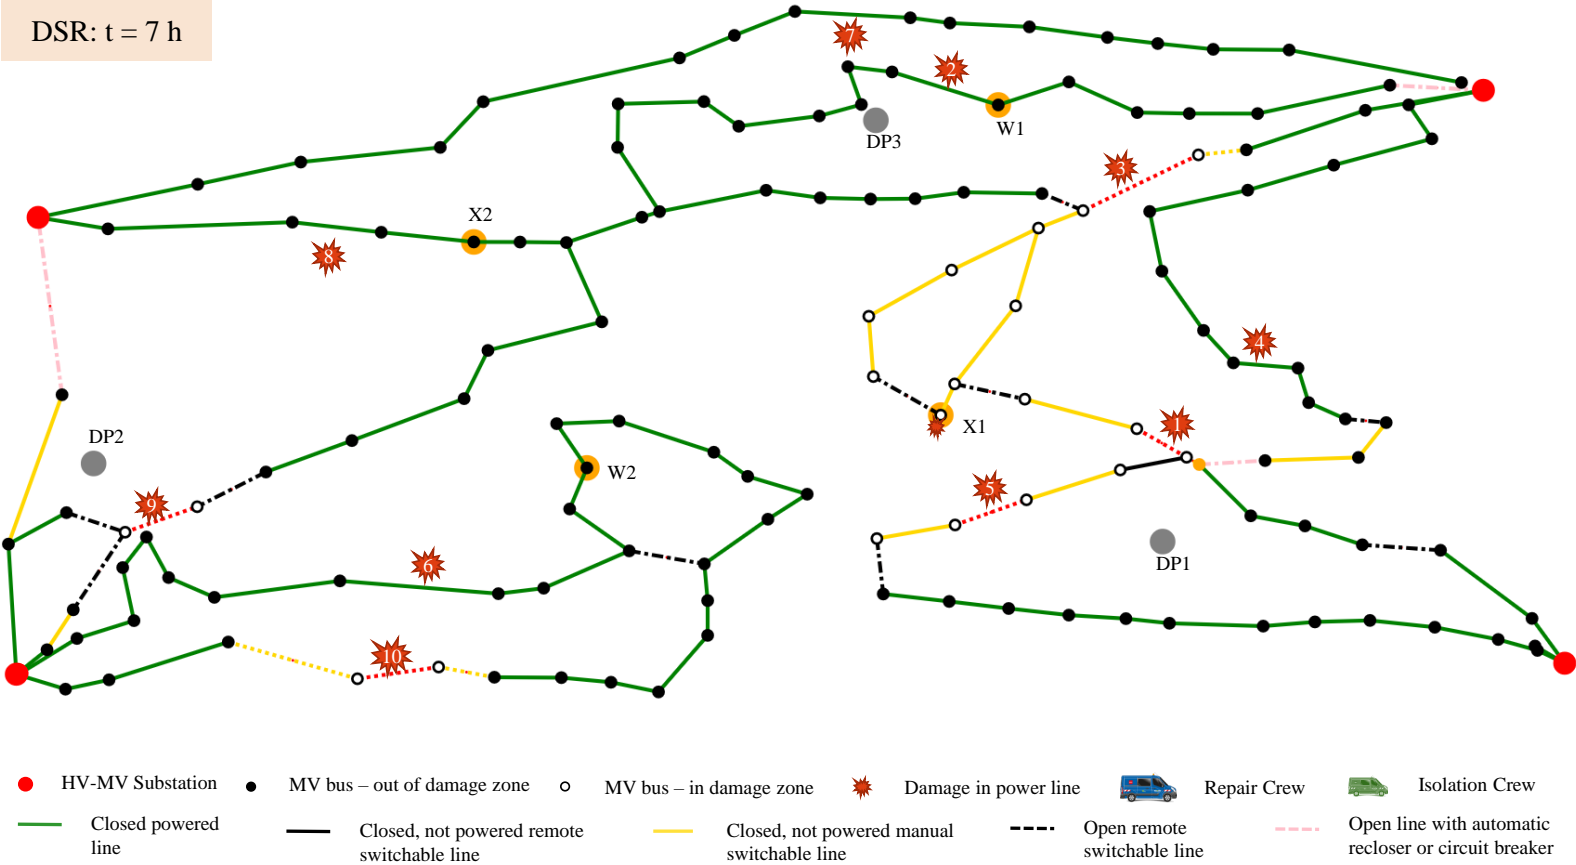 DSR: t = 7 h
7
2
W1
DP3
3
X2
8
4
X1
1
DP2
W2
5
9
DP1
6
10
HV-MV Substation
MV bus – out of damage zone
MV bus – in damage zone
Damage in power line
Repair Crew
Isolation Crew
Closed powered
line
Closed, not powered remote
switchable line
Closed, not powered manual
switchable line
Open remote
switchable line
Open line with automatic
recloser or circuit breaker